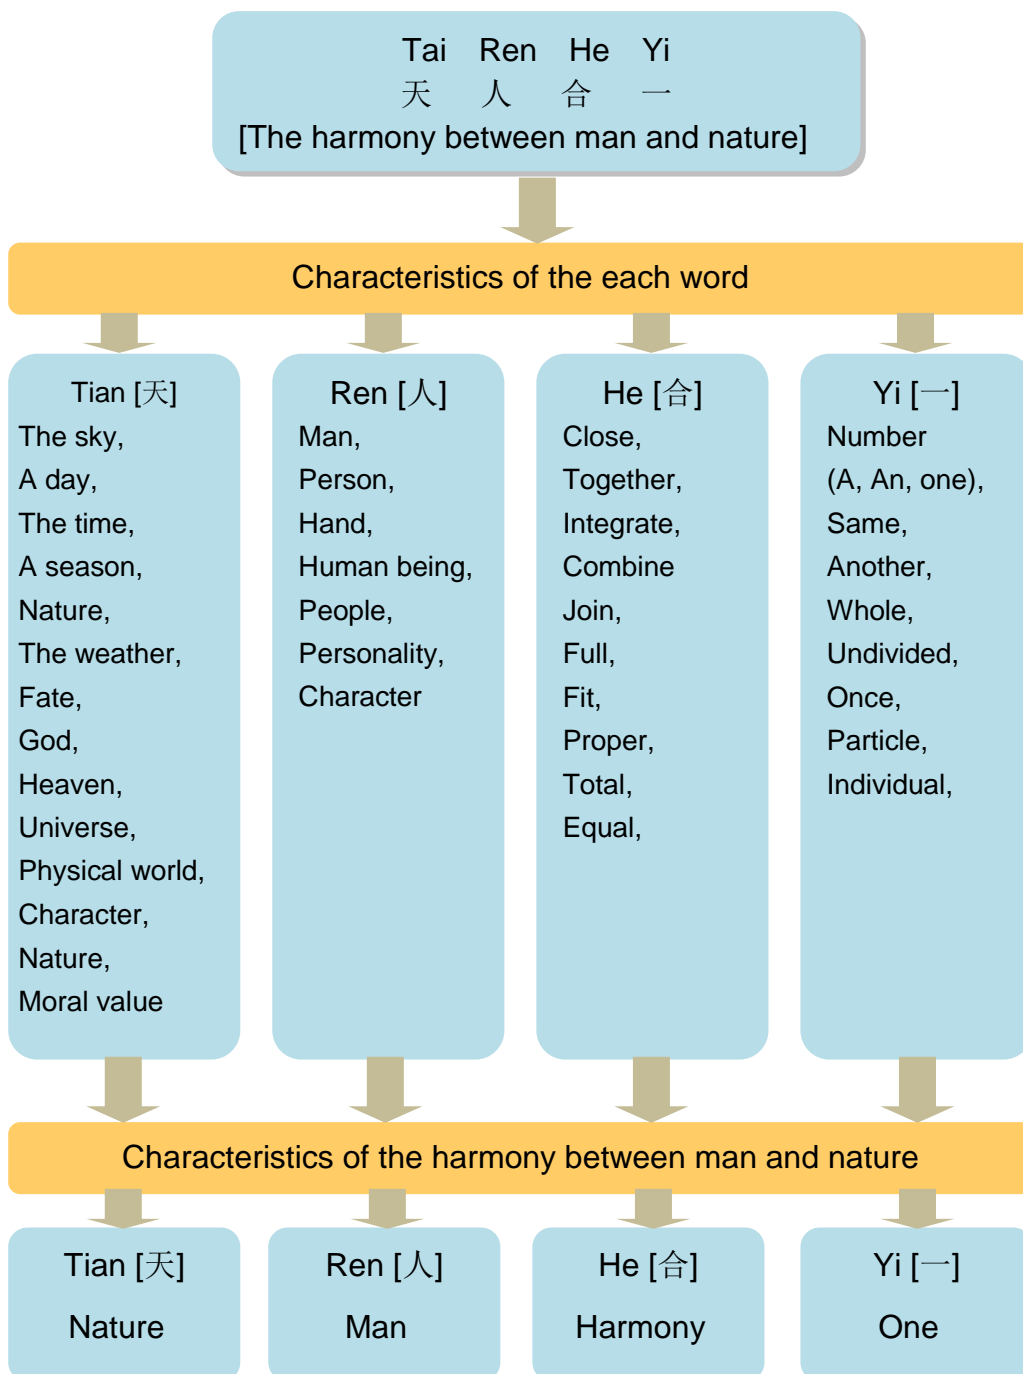 Tai Ren He Yi
天 人 合 一
[The harmony between man and nature]
Characteristics of the each word
Tian [天]
The sky,
A day,
The time,
A season,
Nature,
The weather,
Fate,
God,
Heaven,
Universe,
Physical world,
Character,
Nature,
Moral value
Ren [人]
Man,
Person,
Hand,
Human being,
People,
Personality,
Character
He [合]
Close,
Together,
Integrate,
Combine
Join,
Full,
Fit,
Proper,
Total,
Equal,
Yi [一]
Number
(A, An, one),
Same,
Another,
Whole,
Undivided,
Once,
Particle,
Individual,
Characteristics of the harmony between man and nature
Tian [天]
Nature
Ren [人]
Man
He [合]
Harmony
Yi [一]
One